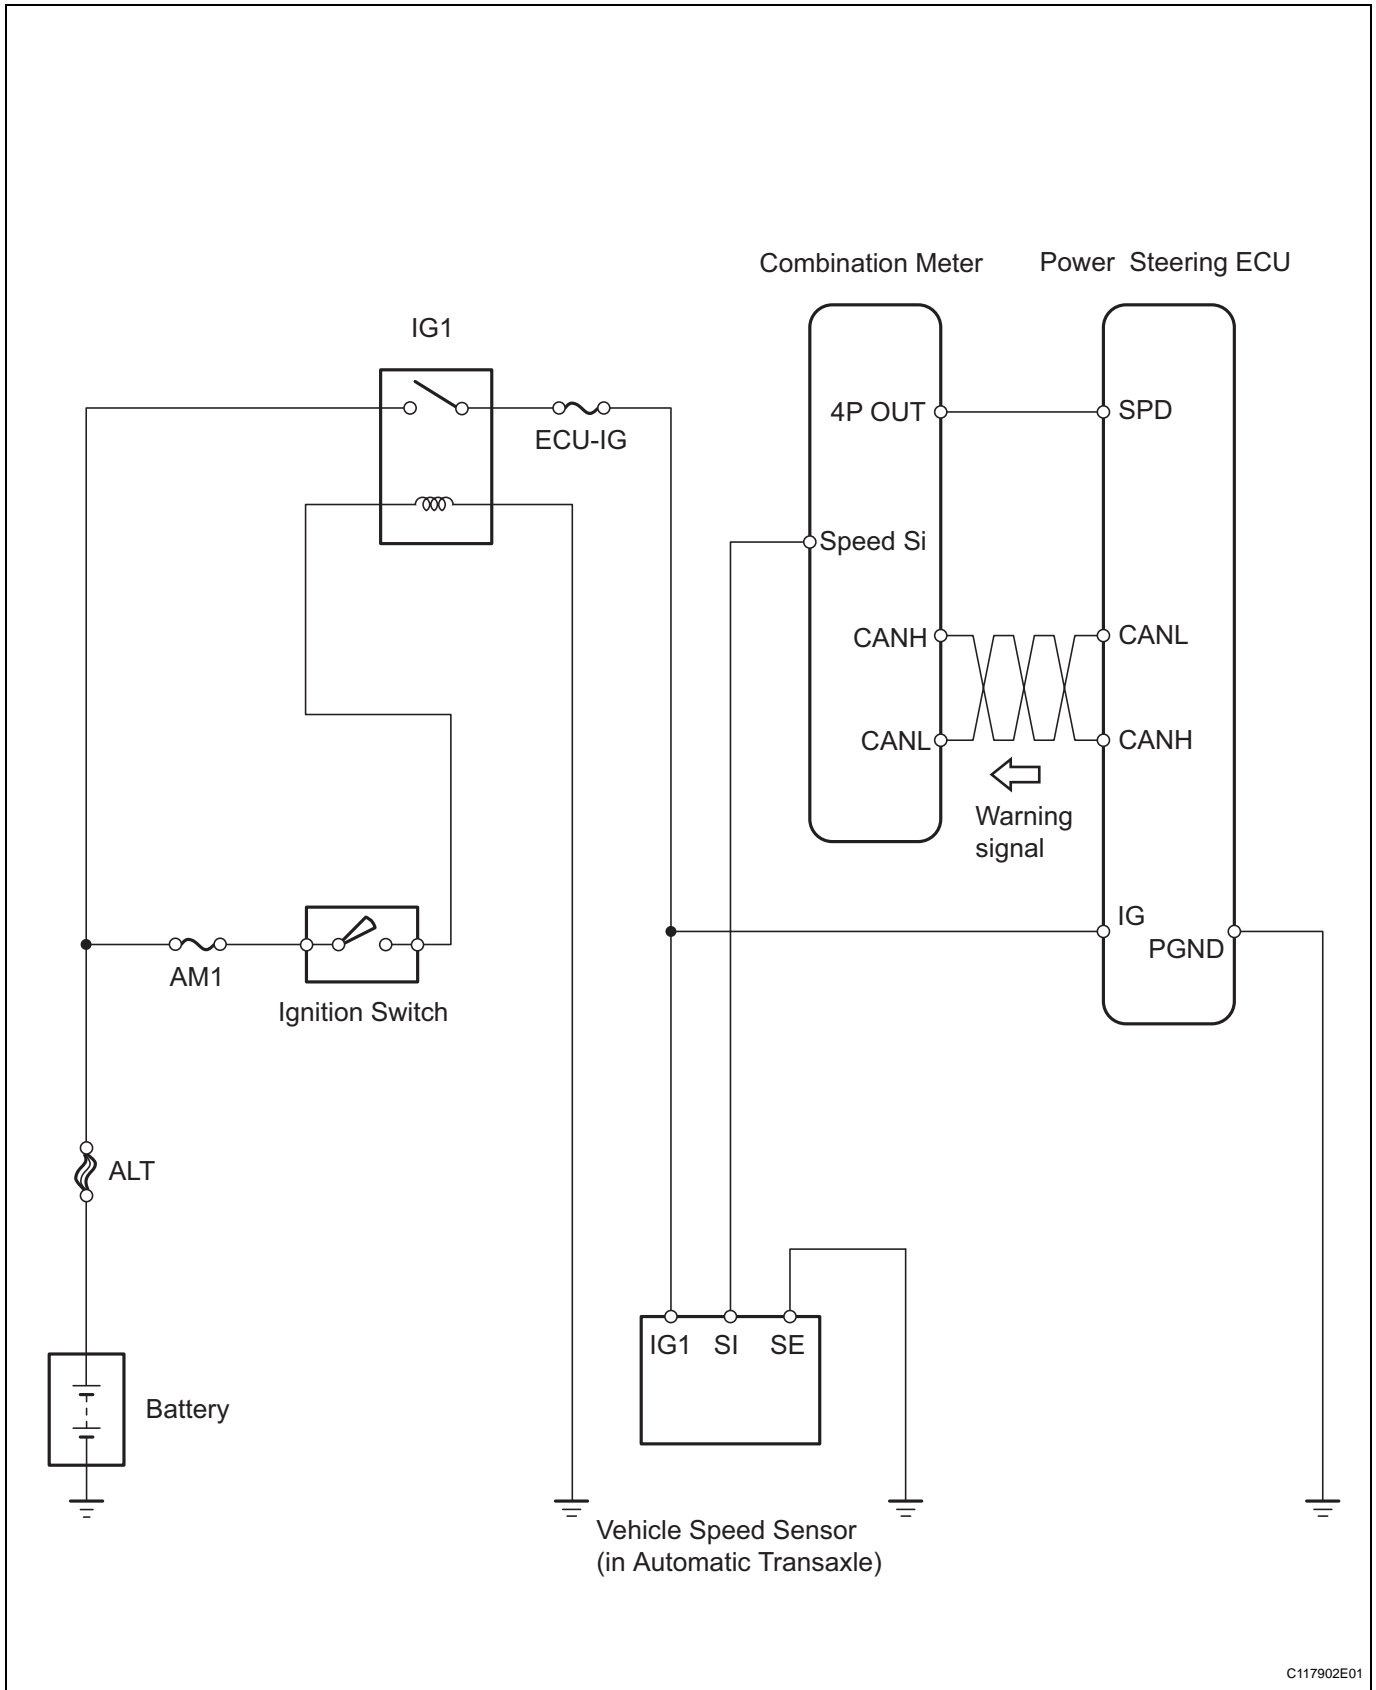 Combination Meter
Power Steering ECU
IG1
4P OUT
SPD
ECU-IG
Speed Si
CANH
CANL
CANL
CANH
Warning
signal
IG
PGND
AM1
Ignition Switch
ALT
IG1
SI
SE
Battery
Vehicle Speed Sensor
(in Automatic Transaxle)
C117902E01